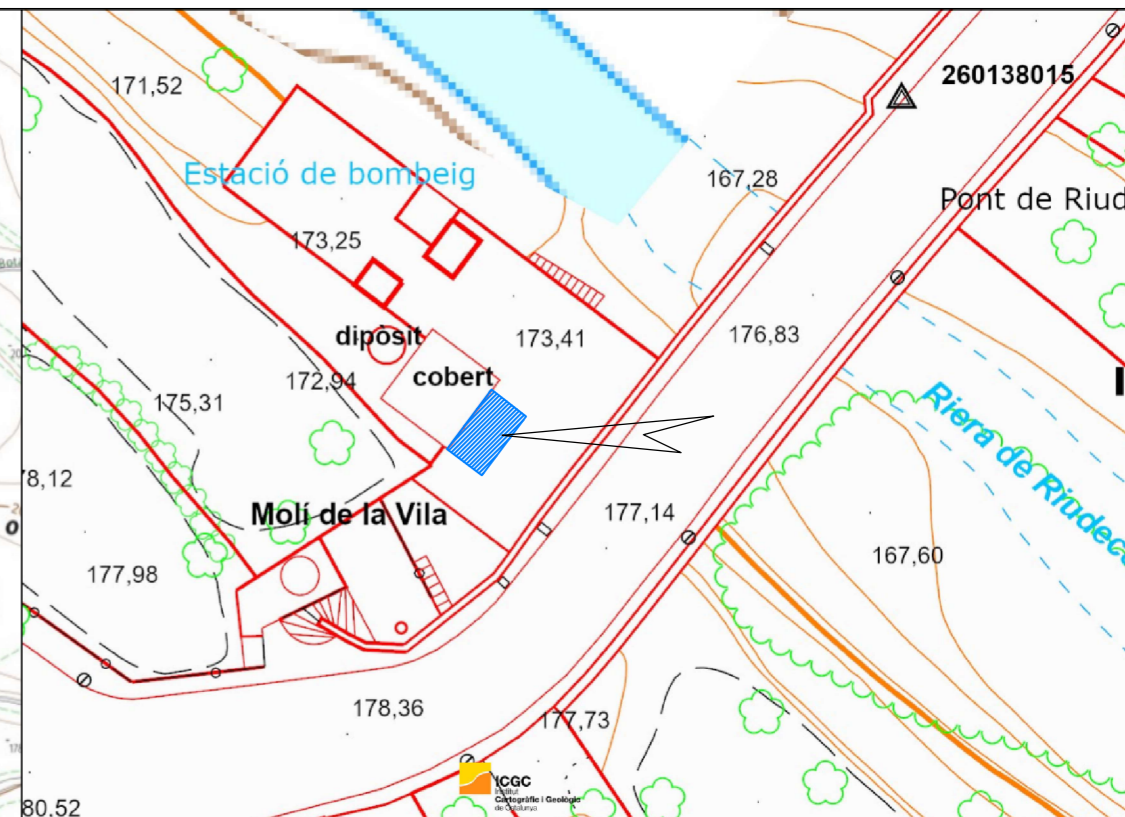 260138015
171,52
Estació de bombeig
167,28
Pont de Riud
173,25
dipòsit
173,41
176,83
172,94
cobert
175,31
Riera de Riudec
78,12
Molí de la Vila
177,14
o
167,60
177,98
178,36
177,73
ICGC
Institut
Cartogràfic i Geològic
de Catalunya
80,52